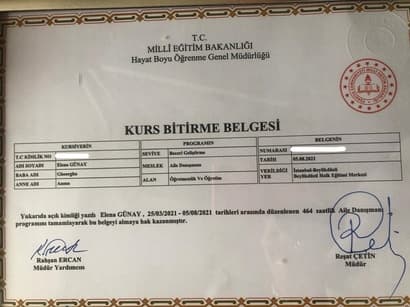 T.C.
MİLLÎ EĞİTİM BAKANLIĞI
Hayat Boyu Öğrenme Genel Müdürlüğü
KURS BİTİRME BELGESİ
KURSİYERİN PROGRAMIN BELGENİN
T.C KİMLİK NO SEVİYE Beceri Geliştirme NUMARASI
ADI SOYADI Elena GÜNAY MESLEK Aile Danışmanı TARİH 05.08.2021
BABA ADI Gheorghe ALAN Öğretmenlik Ve Öğretim VERİLDİĞİ YER İstanbul-Beylikdüzü
ANNE ADI Beylikdüzü Halk Eğitimi Merkezi
Yukarıda açık kimliği yazılı Elena GÜNAY , 25/03/2021 - 05/08/2021 tarihleri arasında düzenlenen 464 saatlik Aile Danışmanı
programını tamamlayarak bu belgeyi almaya hak kazanmıştır.
Rahşan ERCAN
Müdür Yardımcısı
Reşat ÇETİN
Müdür